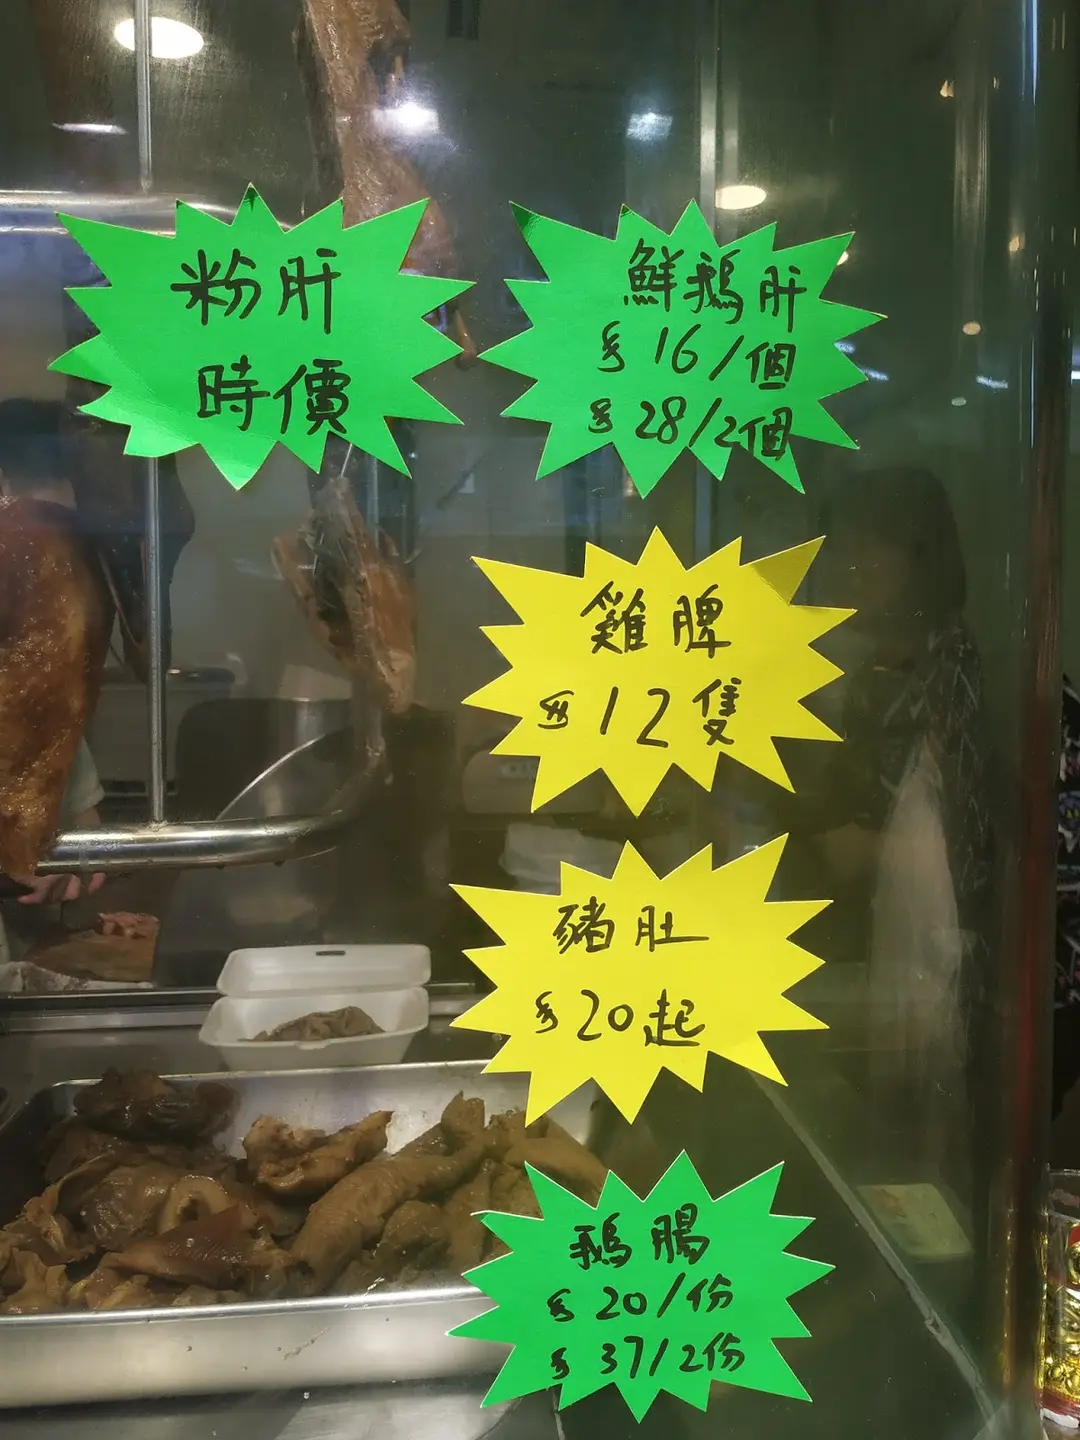 粉肝
時價
鮮鵝肝
$16/個
$28/2個
雞脾
$12隻
豬肚
$20起
鵝腸
$20/份
$37/2份